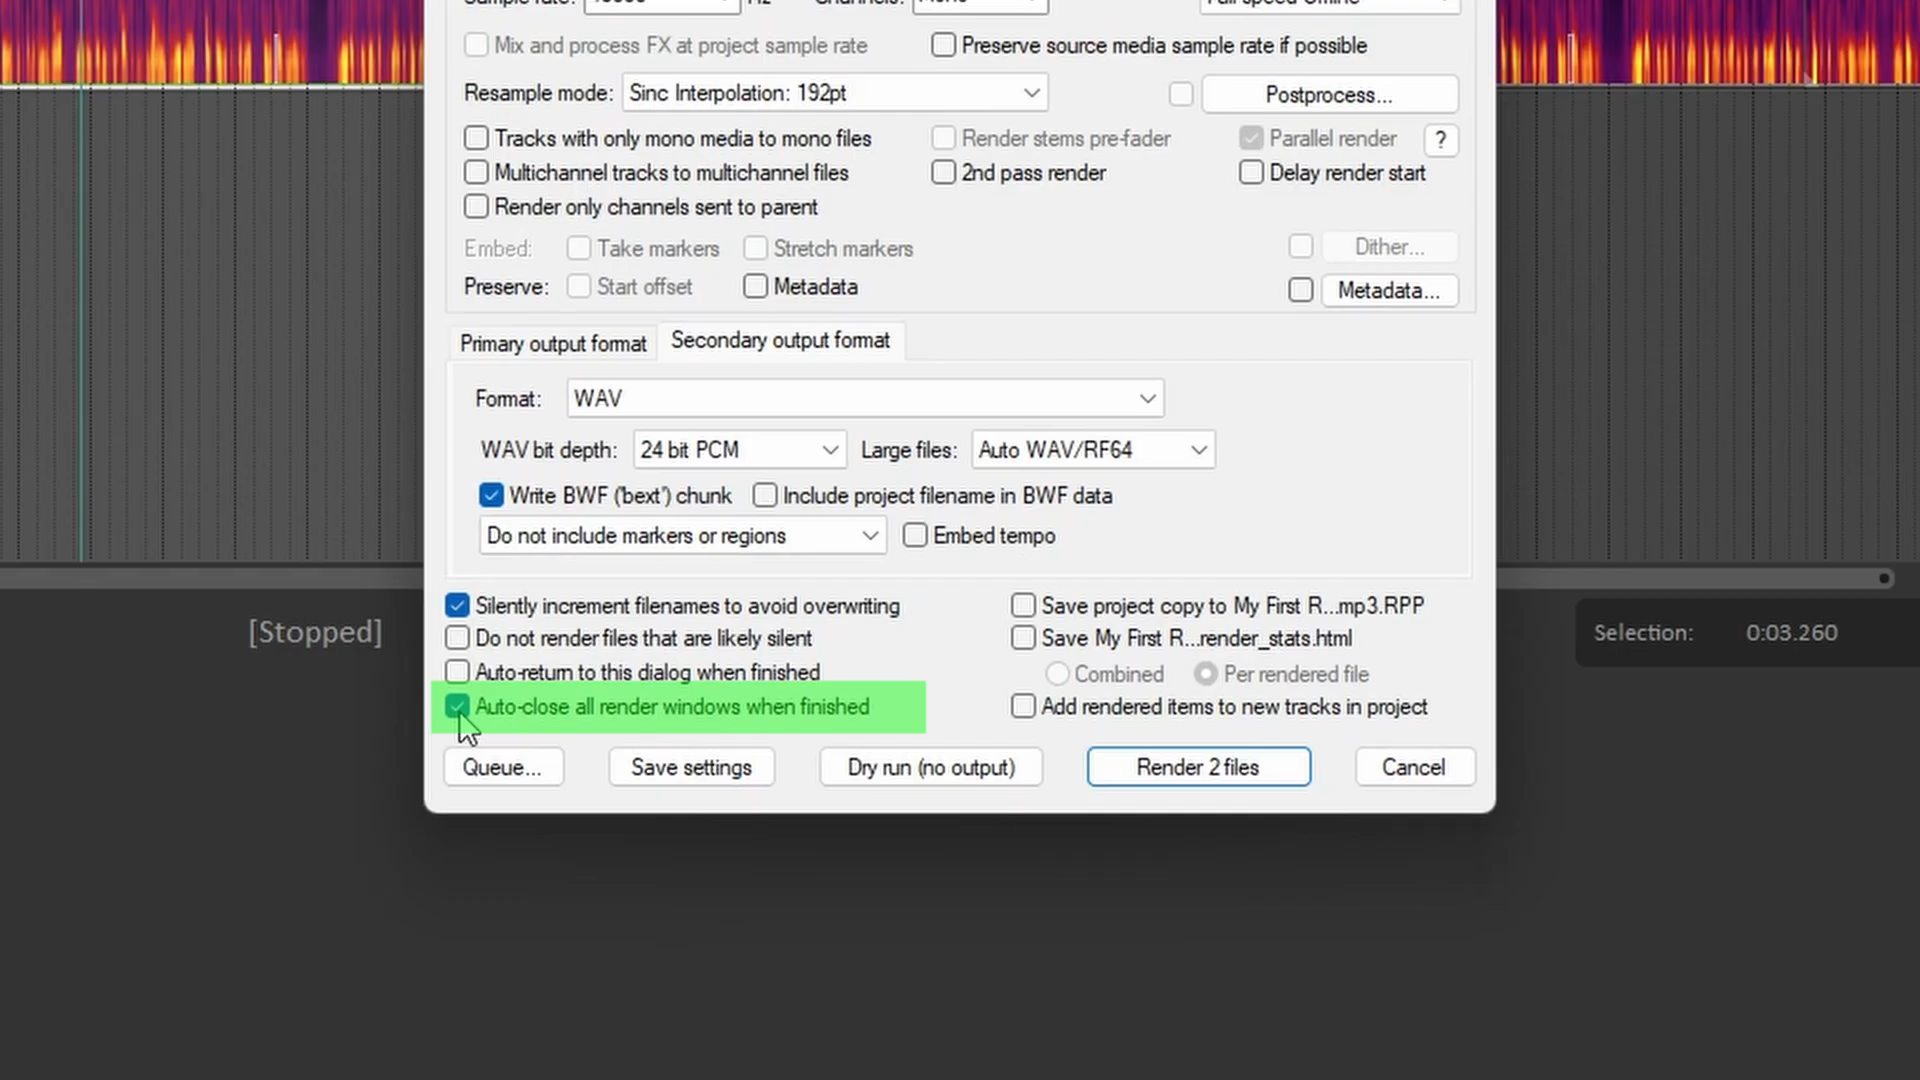 Sample rate: Hz Channels: Mono
Mix and process FX at project sample rate Preserve source media sample rate if possible
Resample mode: Sinc Interpolation: 192pt Postprocess...
Tracks with only mono media to mono files Render stems pre-fader Parallel render ?
Multichannel tracks to multichannel files 2nd pass render Delay render start
Render only channels sent to parent
Embed: Take markers Stretch markers Dither...
Preserve: Start offset Metadata Metadata...
Primary output format Secondary output format
Format: WAV
WAV bit depth: 24 bit PCM Large files: Auto WAV/RF64
Write BWF ('bext') chunk Include project filename in BWF data
Do not include markers or regions Embed tempo
Silently increment filenames to avoid overwriting Save project copy to My First R...mp3.RPP
[Stopped] Do not render files that are likely silent Save My First R...render_stats.html Selection: 0:03.260
Auto-return to this dialog when finished Combined Per rendered file
Auto-close all render windows when finished Add rendered items to new tracks in project
Queue... Save settings Dry run (no output) Render 2 files Cancel